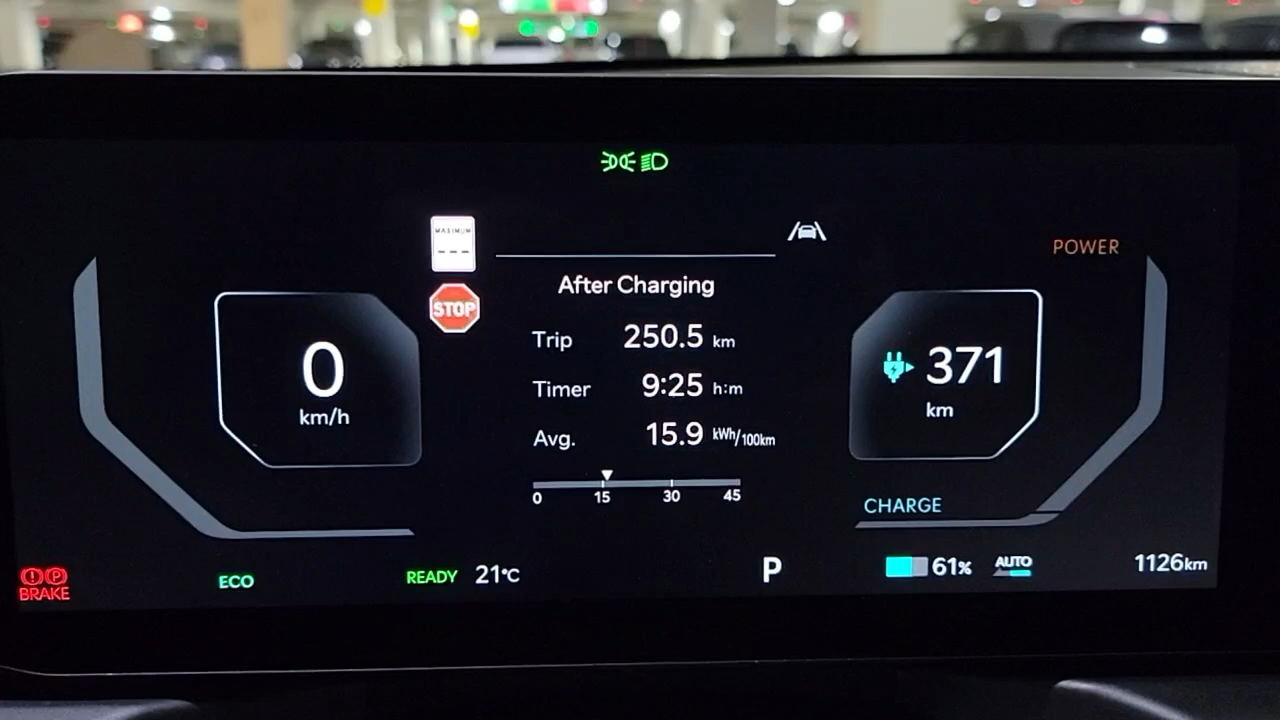 MAXIMUM
---
STOP
After Charging
Trip 250.5 km
Timer 9:25 h:m
Avg. 15.9 kWh/100km
0 15 30 45
0
km/h
POWER
371
km
CHARGE
BRAKE
ECO
READY 21°C
P
61%
AUTO
1126km